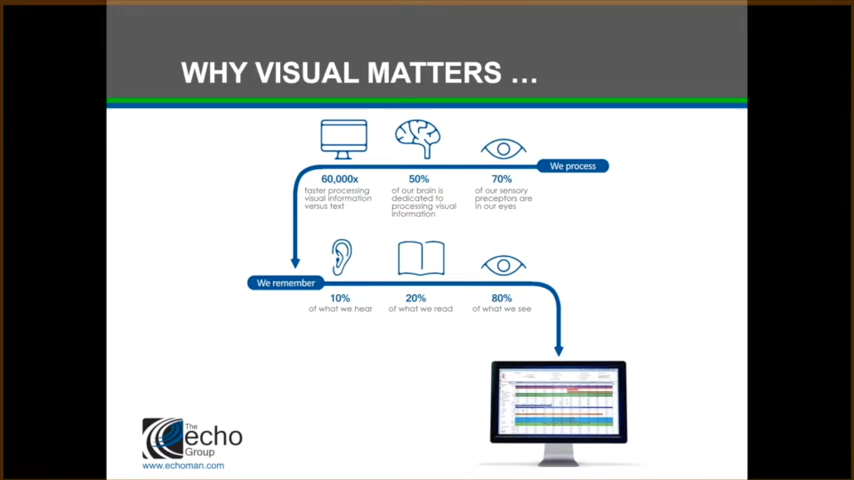 WHY VISUAL MATTERS ...
We process
60,000x
faster processing
visual information
versus text
50%
of our brain is
dedicated to
processing visual
information
70%
of our sensory
preceptors are
in our eyes
We remember
10%
of what we hear
20%
of what we read
80%
of what we see
The
echo
Group
www.echoman.com